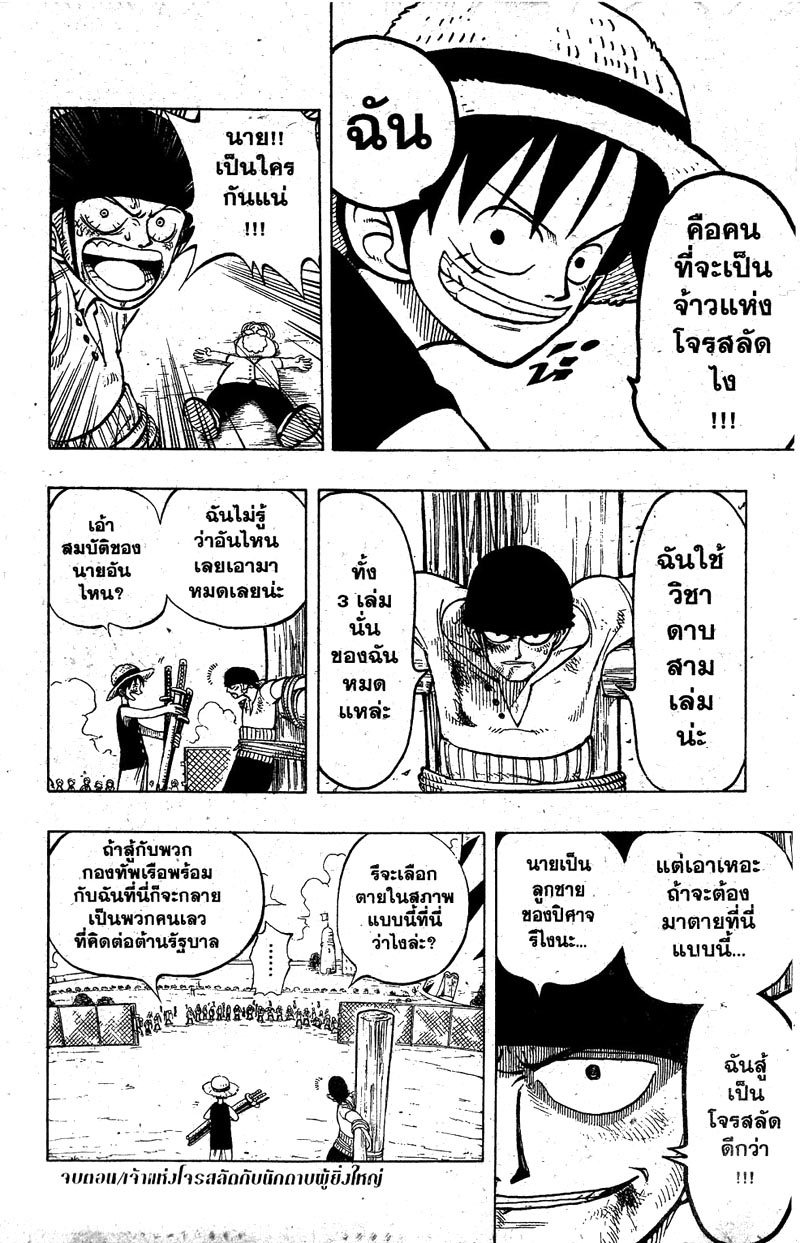 นาย!!
เป็นใคร
กันแน่
!!!
ฉัน
คือคน
ที่จะเป็น
จ้าวแห่ง
โจรสลัด
ไง
!!!
น่ะ
เอ้า
สมบัติของ
นายอัน
ไหน?
ฉันไม่รู้
ว่าอันไหน
เลยเอามา
หมดเลยน่ะ
ทั้ง
3 เล่ม
นั่น
ของฉัน
หมด
แหล่ะ
ฉันใช้
วิชา
ดาบ
สาม
เล่ม
น่ะ
ถ้าสู้กับพวก
กองทัพเรือพร้อม
กับฉันที่นี่ก็จะกลาย
เป็นพวกคนเลว
ที่คิดต่อต้านรัฐบาล
......
รึจะเลือก
ตายในสภาพ
แบบนี้ที่นี่
ว่าไงล่ะ?
นายเป็น
ลูกชาย
ของปิศาจ
รึไงนะ...
แต่เอาเหอะ
ถ้าจะต้อง
มาตายที่นี่
แบบนี้...
ฉันสู้
เป็น
โจรสลัด
ดีกว่า
!!!
จบตอน/เจ้าแห่งโจรสลัดกับนักดาบผู้ยิ่งใหญ่